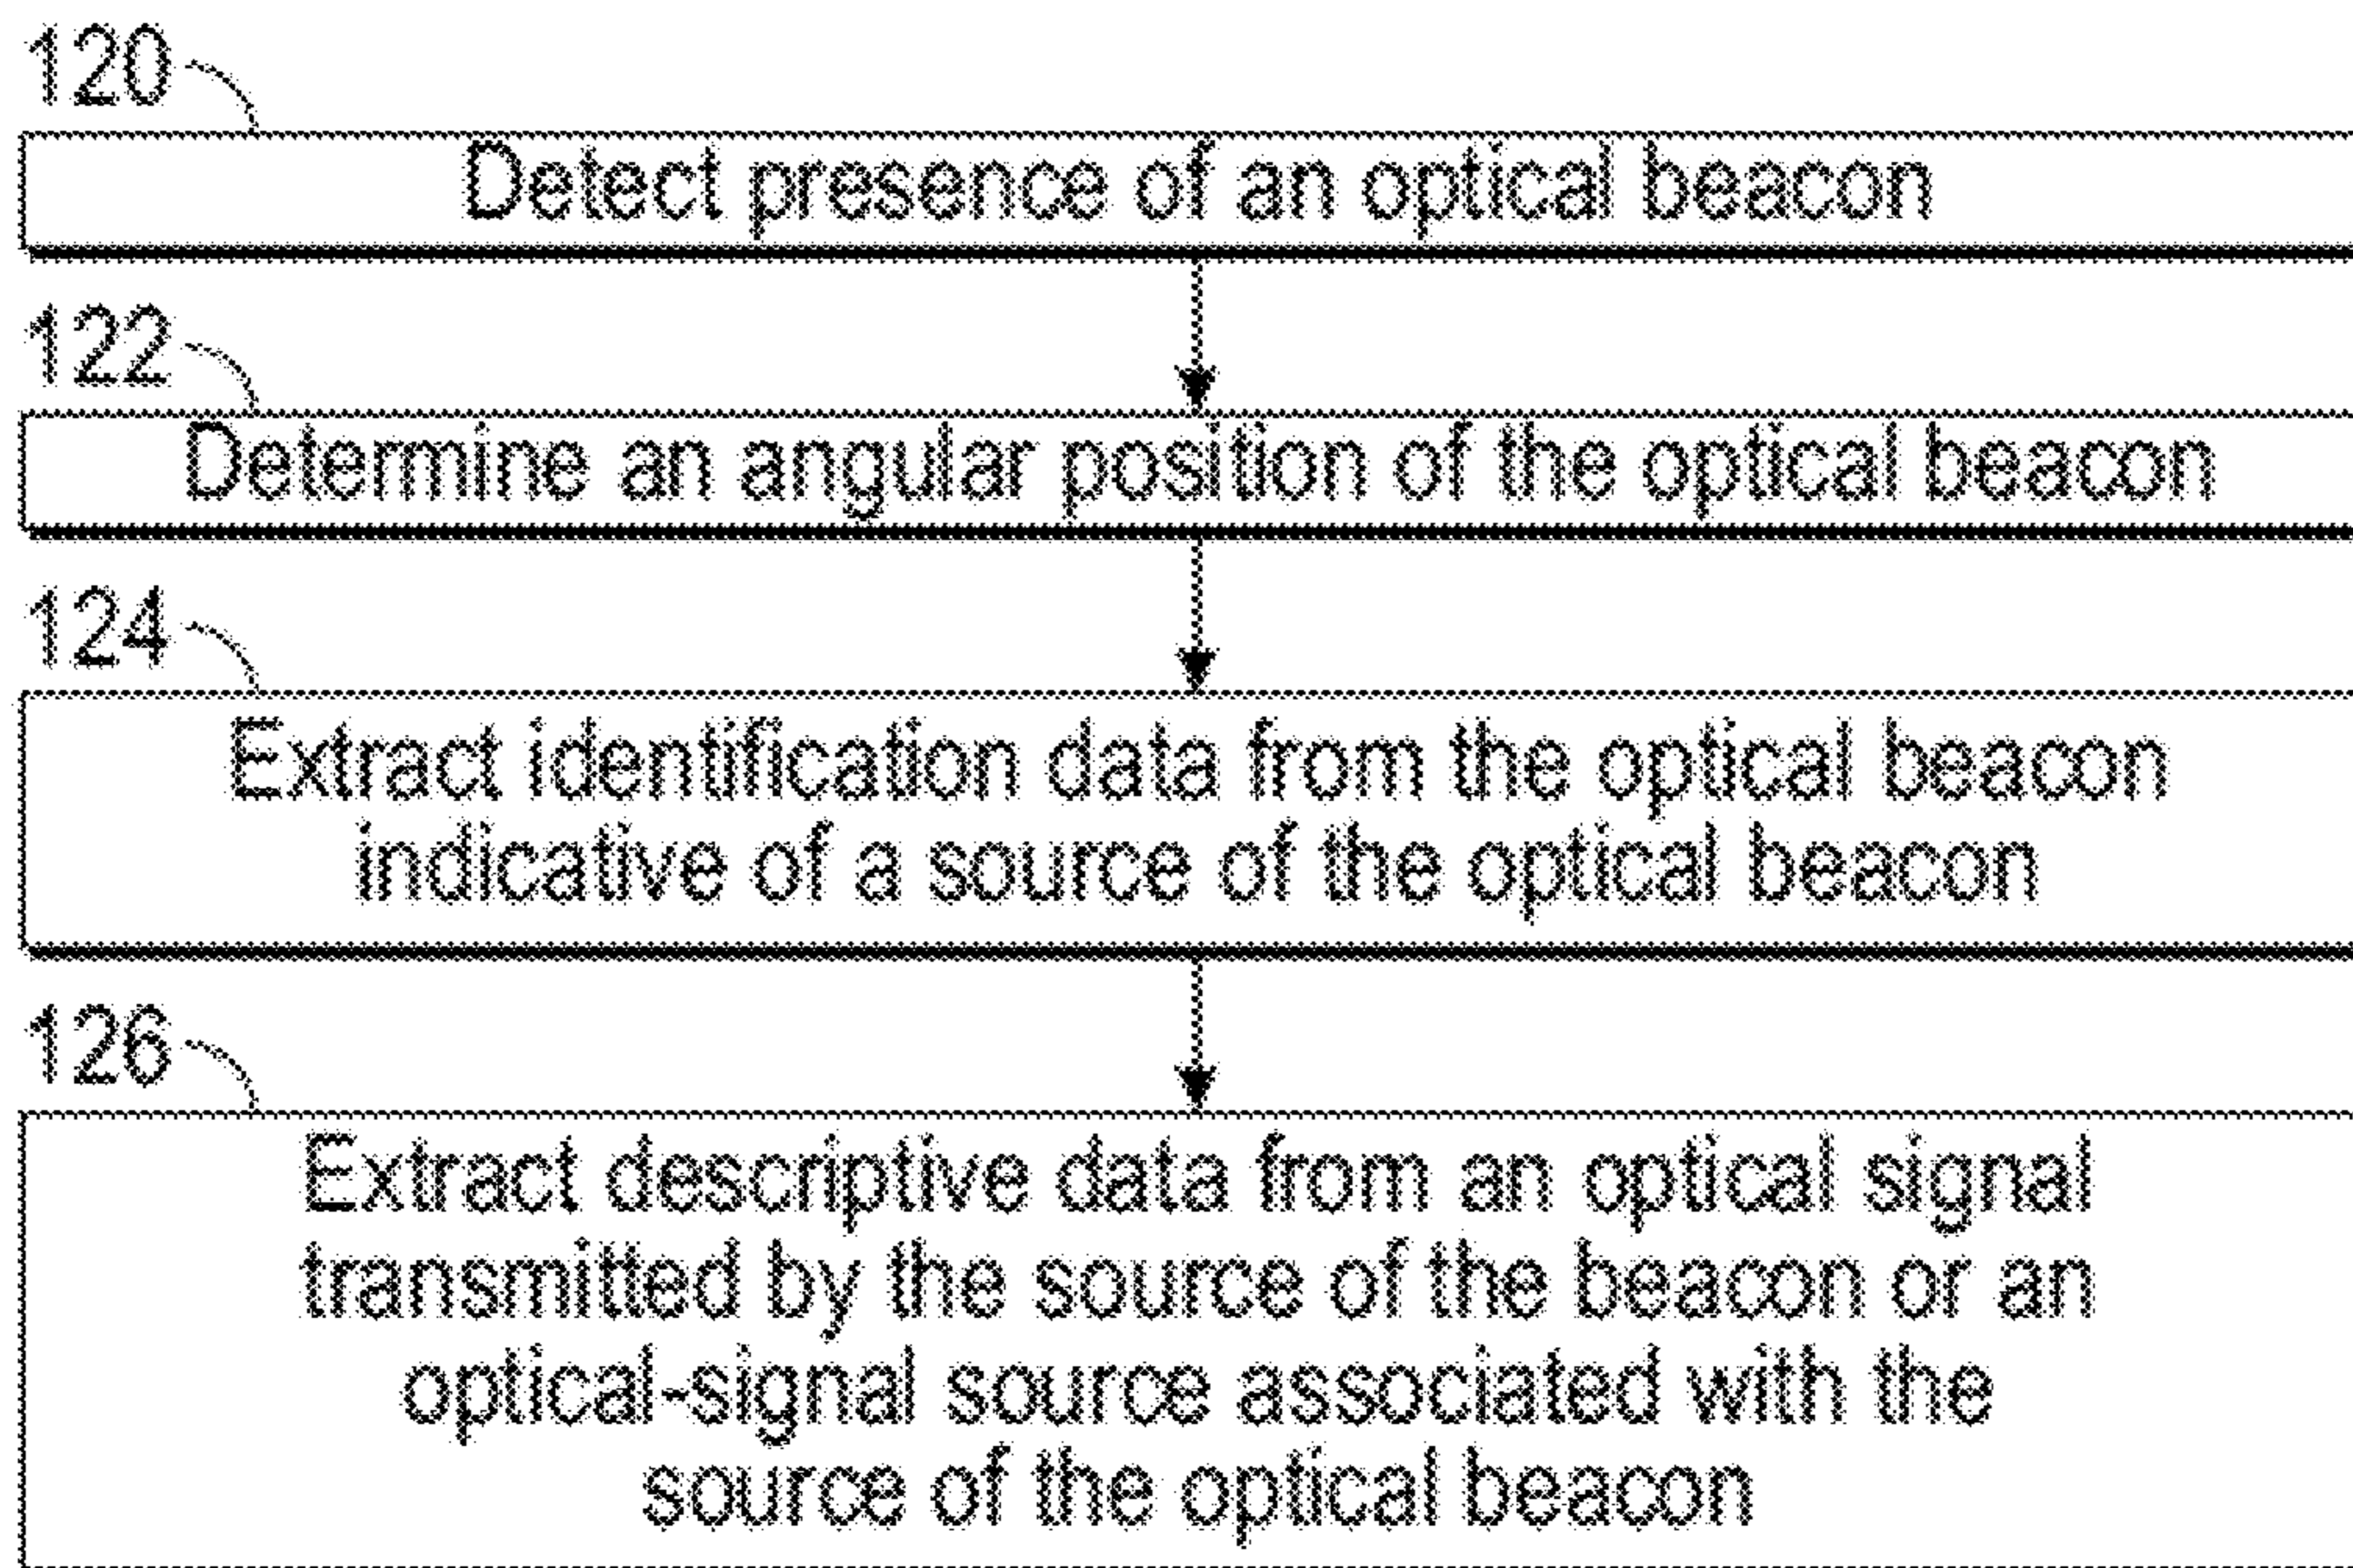 120
Detect presence of an optical beacon
122
Determine an angular position of the optical beacon
124
Extract identification data from the optical beacon
indicative of a source of the optical beacon
126
Extract descriptive data from an optical signal
transmitted by the source of the beacon or an
optical-signal source associated with the
source of the optical beacon